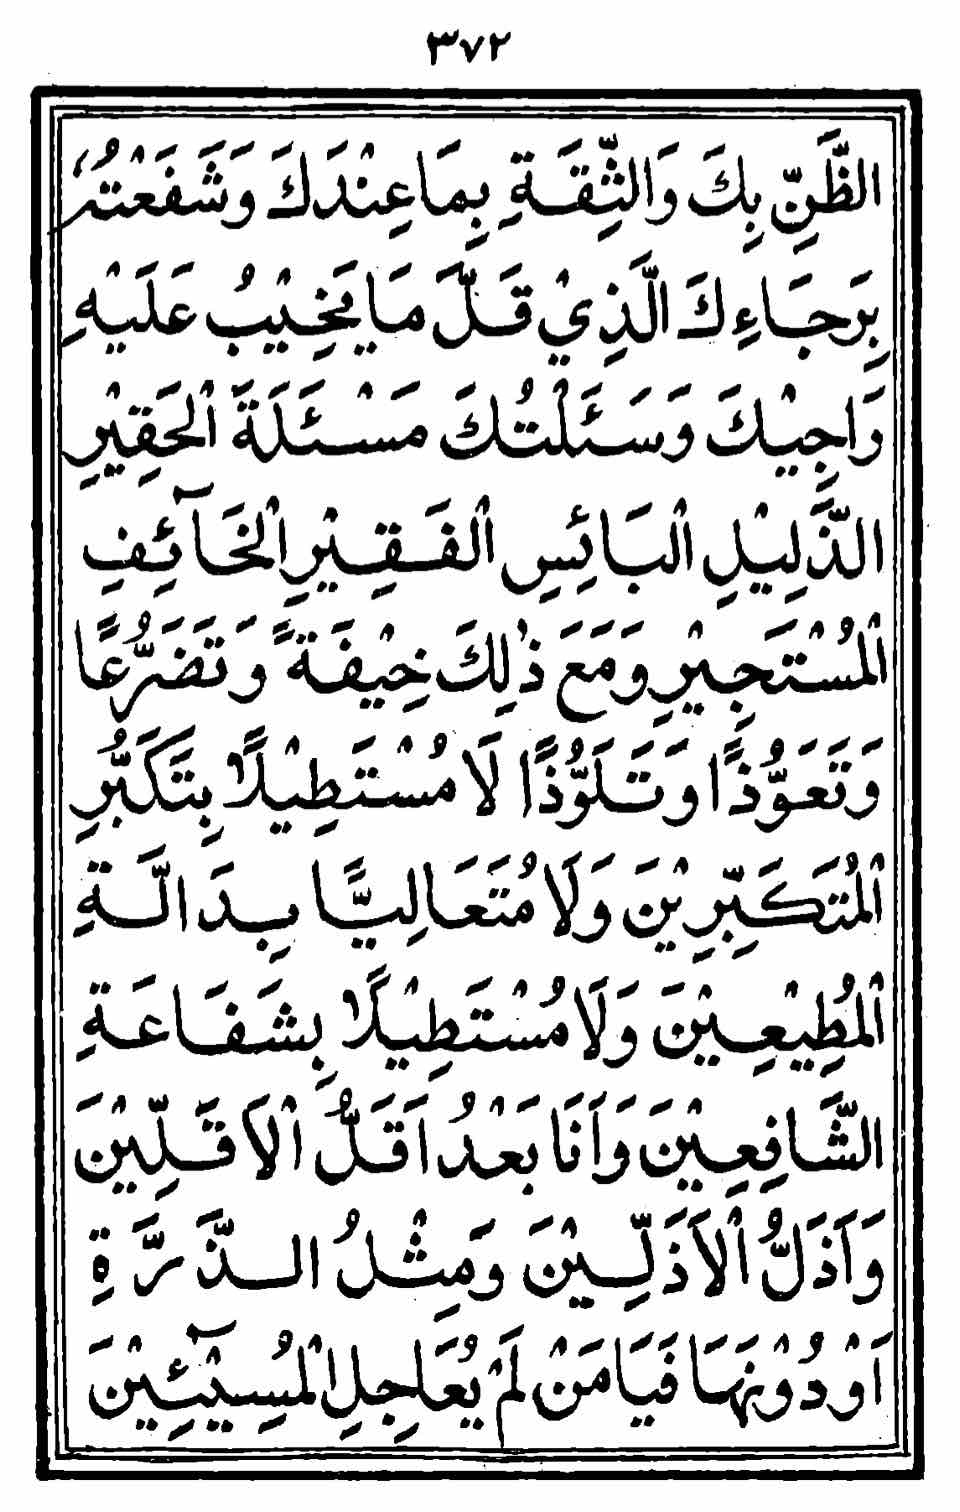 ٣٧٢
الظَّنِّ بِكَ وَالثِّقَةِ بِمَا عِنْدَكَ وَشَفَعْتُهُ
بِرَجَاءِكَ الَّذِيْ قَلَّ مَا يَخِيْبُ عَلَيْهِ
رَاجِيْكَ وَسَئَلْتُكَ مَسْئَلَةَ الْحَقِيْرِ
الذَّلِيْلِ الْبَائِسِ الْفَقِيْرِ الْخَآئِفِ
الْمُسْتَجِيْرِ وَمَعَ ذٰلِكَ خِيْفَةً وَتَضَرُّعًا
وَتَعَوُّذًا وَتَلَوُّذًا لَا مُسْتَطِيْلًا بِتَكَبُّرِ
الْمُتَكَبِّرِيْنَ وَلَا مُتَعَالِيًّا بِدَالَّةِ
الْمُطِيْعِيْنَ وَلَا مُسْتَطِيْلًا بِشَفَاعَةِ
الشَّافِعِيْنَ وَاَنَا بَعْدُ اَقَلُّ الْاَقَلِّيْنَ
وَاَذَلُّ الْاَذَلِّيْنَ وَمِثْلُ الذَّرَّةِ
اَوْ دُوْنَهَا فَيَا مَنْ لَمْ يُعَاجِلِ الْمُسِيْٓئِيْنَ